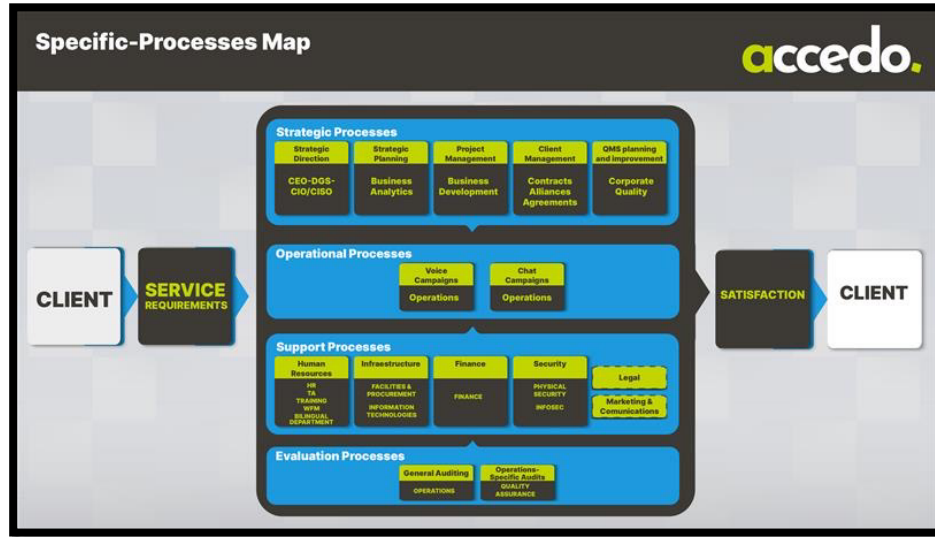 Specific-Processes Map
accedo.
Strategic Processes
Strategic
Direction
CEO-DGS-
CIO/CISO
Strategic
Planning
Business
Analytics
Project
Management
Business
Development
Client
Management
Contracts
Alliances
Agreements
QMS planning
and improvement
Corporate
Quality
Operational Processes
Voice
Campaigns
Operations
Chat
Campaigns
Operations
CLIENT
SERVICE
REQUIREMENTS
SATISFACTION
CLIENT
Support Processes
Human
Resources
HR
TA
TRAINING
WFM
BILINGUAL
DEPARTMENT
Infraestructure
FACILITIES &
PROCUREMENT
INFORMATION
TECHNOLOGIES
Finance
FINANCE
Security
PHYSICAL
SECURITY
INFOSEC
Legal
Marketing &
Comunications
Evaluation Processes
General Auditing
OPERATIONS
Operations-
Specific Audits
QUALITY
ASSURANCE